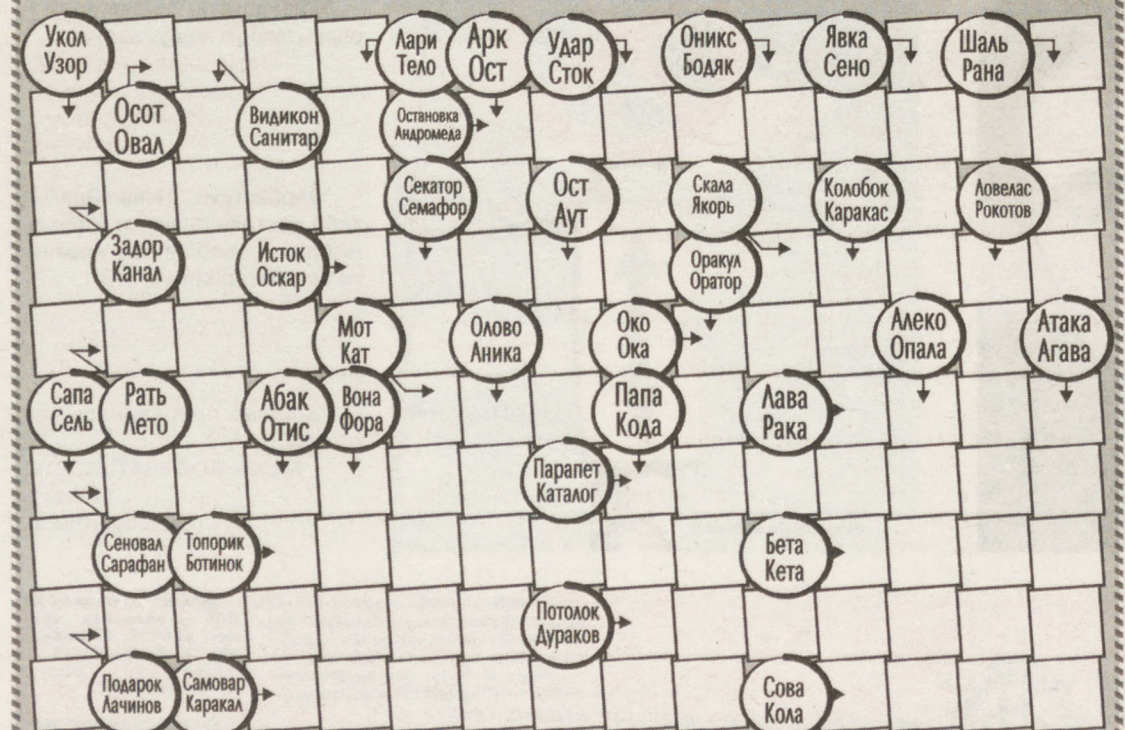 Укол
Узор
Лари
Тело
Арк
Ост
Удар
Сток
Оникс
Бодяк
Явка
Сено
Шаль
Рана
Осот
Овал
Видикон
Санитар
Остановка
Андромеда
Секатор
Семафор
Ост
Аут
Скала
Якорь
Колобок
Каракас
Ловелас
Рокотов
Задор
Канал
Исток
Оскар
Оракул
Оратор
Мот
Кат
Олово
Аника
Око
Ока
Алеко
Опала
Атака
Агава
Сапа
Сель
Рать
Лето
Абак
Отис
Вона
Фора
Папа
Кода
Лава
Рака
Парапет
Каталог
Сеновал
Сарафан
Топорик
Ботинок
Бета
Кета
Потолок
Дураков
Подарок
Лачинов
Самовар
Каракал
Сова
Кола